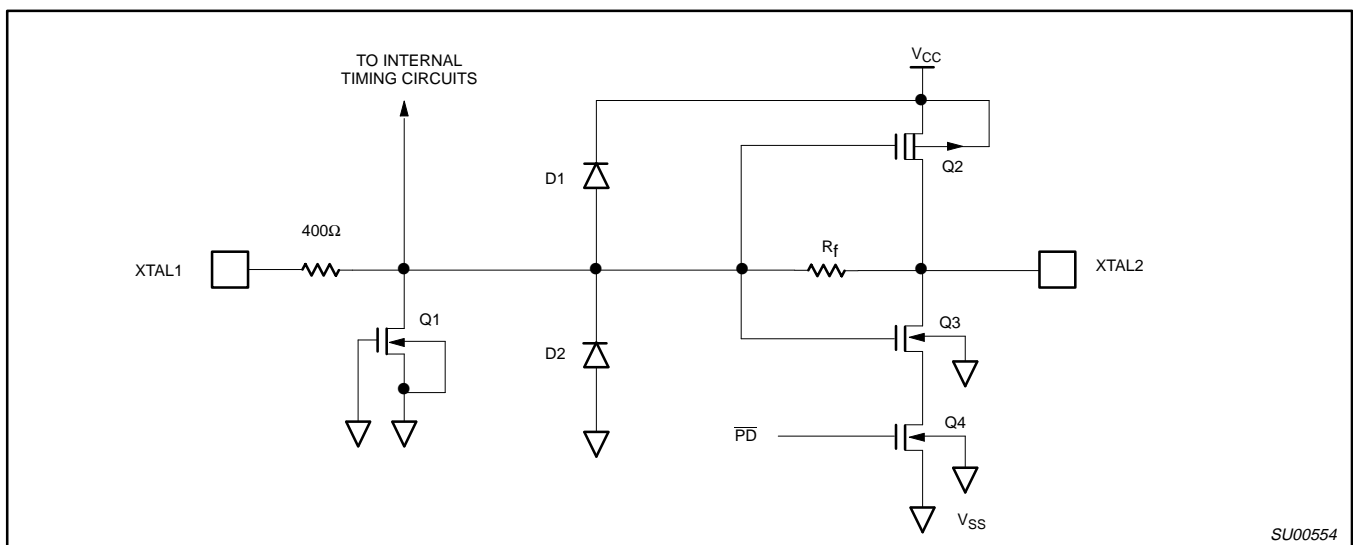 TO INTERNAL
TIMING CIRCUITS
VCC
Q2
D1
400Ω
Rf
XTAL1
XTAL2
Q1
Q3
D2
PD
Q4
VSS
SU00554